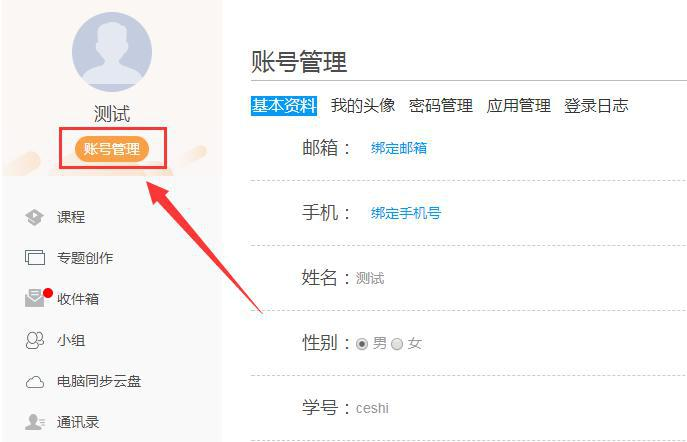 测试
账号管理
课程
专题创作
收件箱
小组
电脑同步云盘
通讯录
账号管理
基本资料 我的头像 密码管理 应用管理 登录日志
邮箱： 绑定邮箱
手机： 绑定手机号
姓名：测试
性别：男 女
学号：ceshi